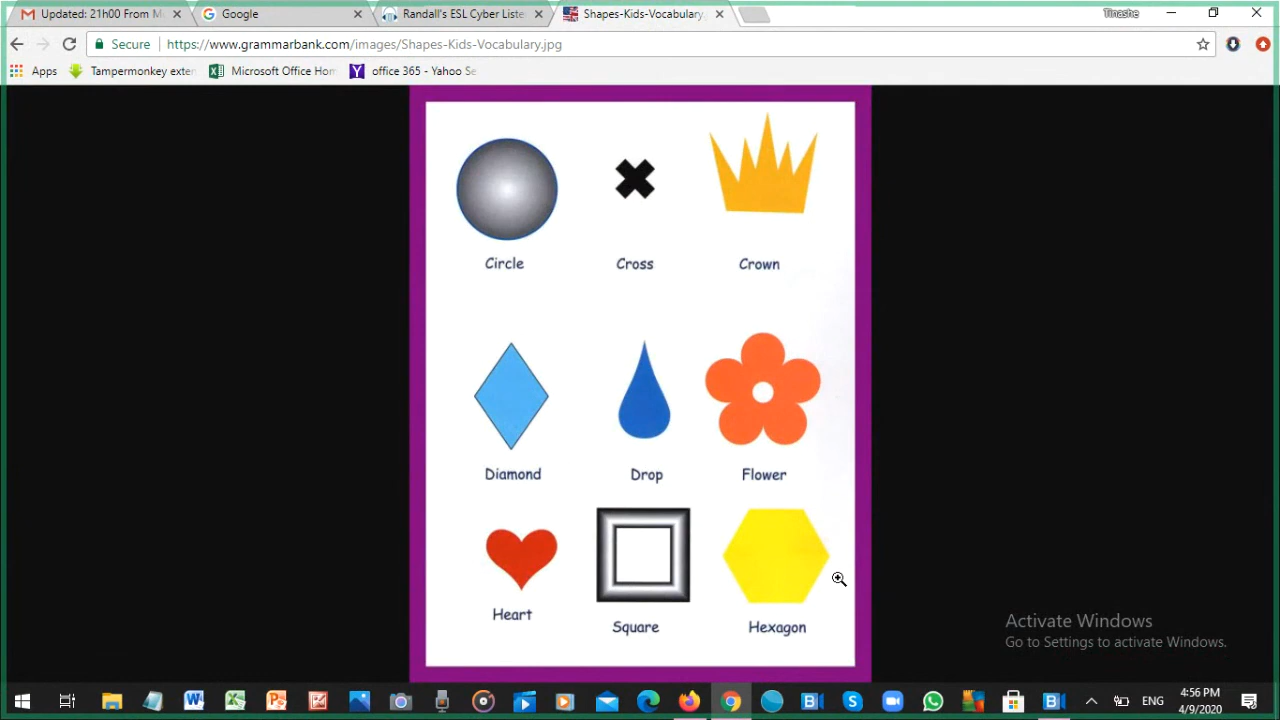 Updated: 21h00 From M
Google
Randall's ESL Cyber Liste
Shapes-Kids-Vocabulary.
Tinashe
Secure
https://www.grammarbank.com/images/Shapes-Kids-Vocabulary.jpg
Apps
Tampermonkey exter
Microsoft Office Hom
office 365 - Yahoo Se
Circle
Cross
Crown
Diamond
Drop
Flower
Heart
Square
Hexagon
Activate Windows
Go to Settings to activate Windows.
ENG
4:56 PM
4/9/2020